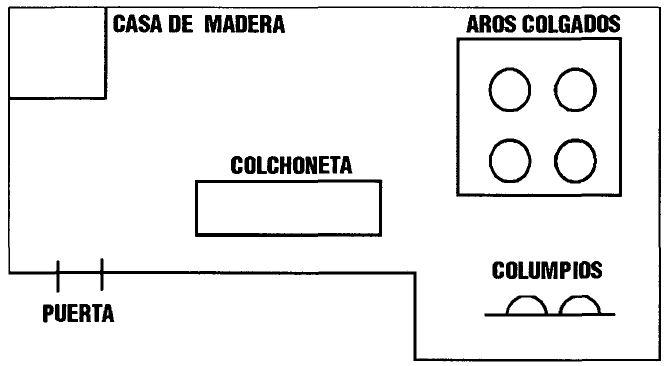 CASA DE MADERA
AROS COLGADOS
COLCHONETA
COLUMPIOS
PUERTA